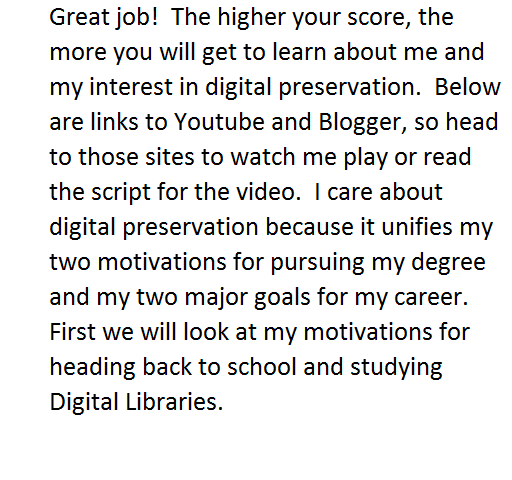 Great job!  The higher your score, the
more you will get to learn about me and
my interest in digital preservation.  Below
are links to Youtube and Blogger, so head
to those sites to watch me play or read
the script for the video.  I care about
digital preservation because it unifies my
two motivations for pursuing my degree
and my two major goals for my career.
First we will look at my motivations for
heading back to school and studying
Digital Libraries.